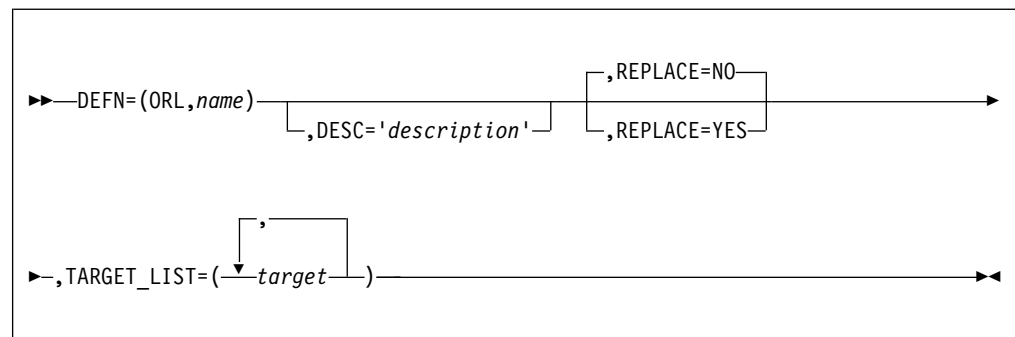 ,REPLACE=NO
DEFN=(ORL,name)
,DESC='description'
,REPLACE=YES
,
,TARGET_LIST=( target )